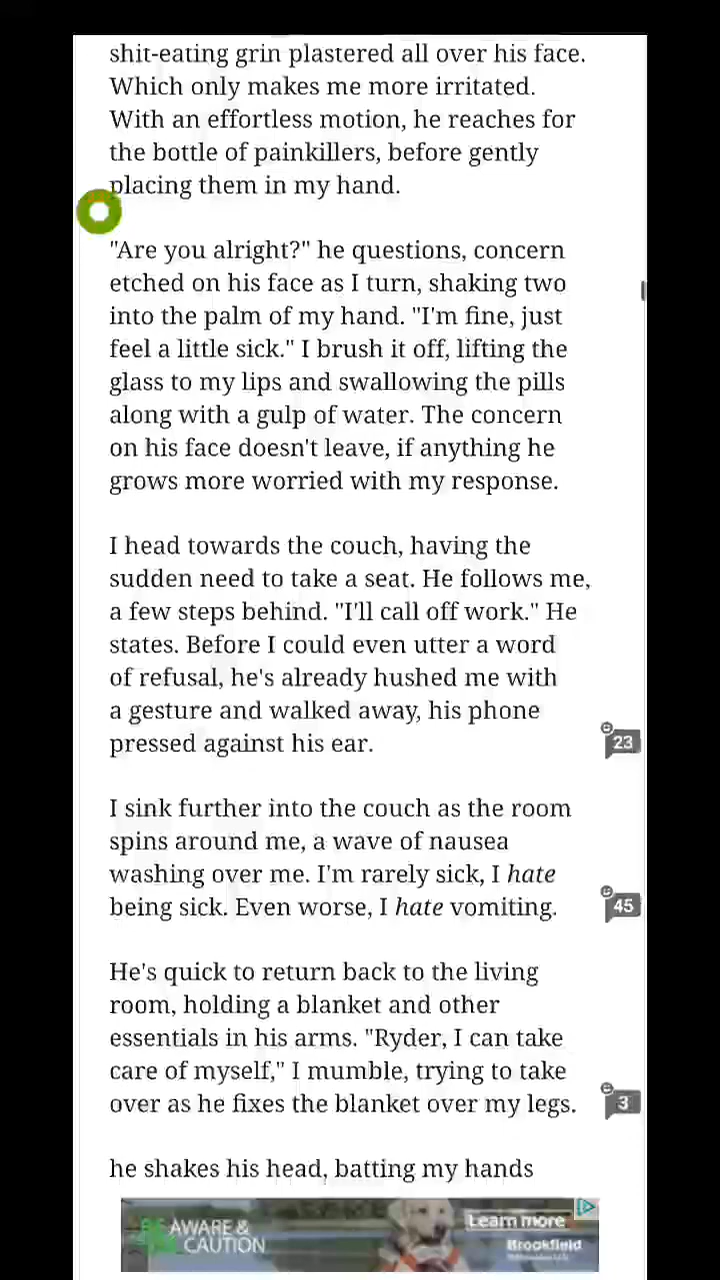 shit-eating grin plastered all over his face.
Which only makes me more irritated.
With an effortless motion, he reaches for
the bottle of painkillers, before gently
placing them in my hand.
"Are you alright?" he questions, concern
etched on his face as I turn, shaking two
into the palm of my hand. "I'm fine, just
feel a little sick." I brush it off, lifting the
glass to my lips and swallowing the pills
along with a gulp of water. The concern
on his face doesn't leave, if anything he
grows more worried with my response.
I head towards the couch, having the
sudden need to take a seat. He follows me,
a few steps behind. "I'll call off work." He
states. Before I could even utter a word
of refusal, he's already hushed me with
a gesture and walked away, his phone
pressed against his ear.
23
I sink further into the couch as the room
spins around me, a wave of nausea
washing over me. I'm rarely sick, I hate
being sick. Even worse, I hate vomiting.
45
He's quick to return back to the living
room, holding a blanket and other
essentials in his arms. "Ryder, I can take
care of myself," I mumble, trying to take
over as he fixes the blanket over my legs.
3
he shakes his head, batting my hands
AWARE &
CAUTION
Learn more
Brookfield